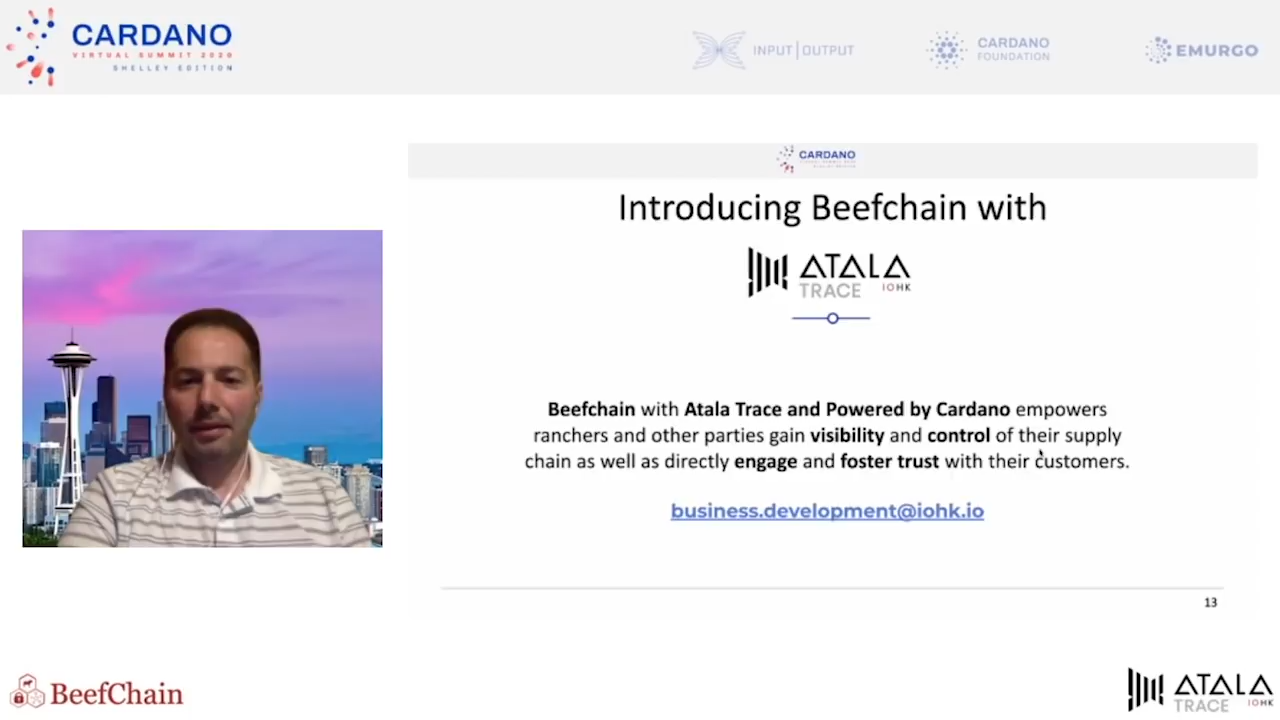 CARDANO
VIRTUAL SUMMIT 2020
SHELLEY EDITION
INPUT|OUTPUT
CARDANO
FOUNDATION
EMURGO
CARDANO
Introducing Beefchain with
ATALA
TRACE IOHK
Beefchain with Atala Trace and Powered by Cardano empowers
ranchers and other parties gain visibility and control of their supply
chain as well as directly engage and foster trust with their customers.
business.development@iohk.io
13
BeefChain
ATALA
TRACE IOHK